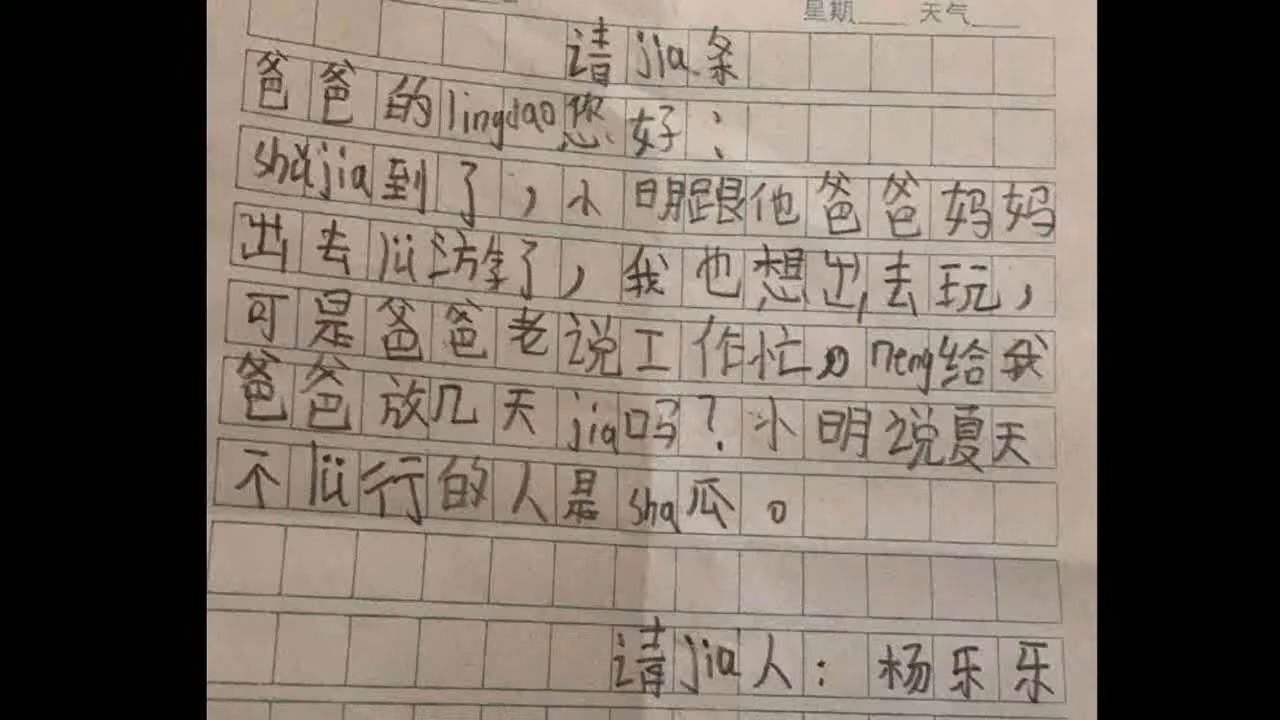 星期 天气
请jia条
爸爸的lingdao您好：
shǔjia到了，小明跟他爸爸妈妈
出去lü游了，我也想出去玩，
可是爸爸老说工作忙。neng给我
爸爸放几天jia吗？小明说夏天
不lü行的人是sha瓜。
请jia人：杨乐乐